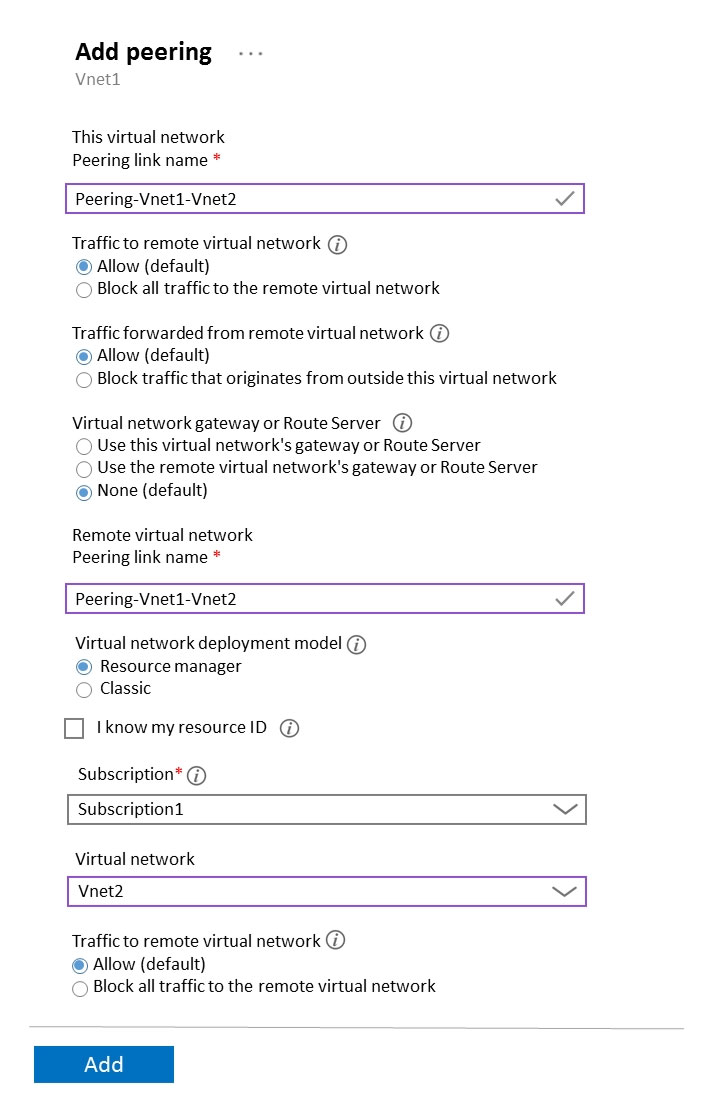 Add peering ...
Vnet1
This virtual network
Peering link name *
Peering-Vnet1-Vnet2
Traffic to remote virtual network i
Allow (default)
Block all traffic to the remote virtual network
Traffic forwarded from remote virtual network i
Allow (default)
Block traffic that originates from outside this virtual network
Virtual network gateway or Route Server i
Use this virtual network's gateway or Route Server
Use the remote virtual network's gateway or Route Server
None (default)
Remote virtual network
Peering link name *
Peering-Vnet1-Vnet2
Virtual network deployment model i
Resource manager
Classic
I know my resource ID i
Subscription* i
Subscription1
Virtual network
Vnet2
Traffic to remote virtual network i
Allow (default)
Block all traffic to the remote virtual network
Add